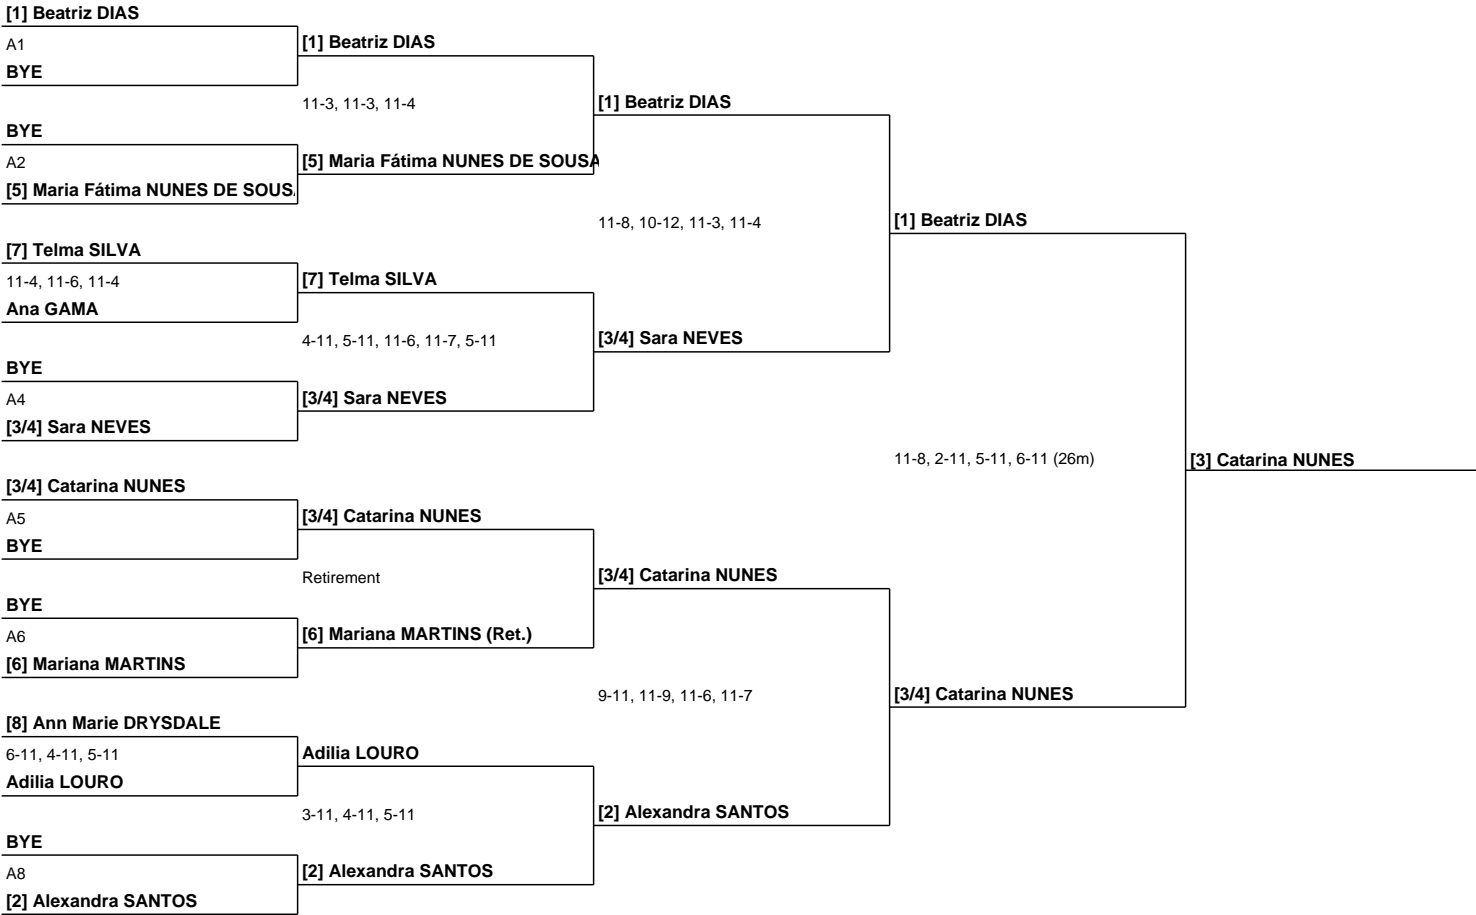 [1] Beatriz DIAS
A1
BYE
BYE
A2
[5] Maria Fátima NUNES DE SOUS
[7] Telma SILVA
11-4, 11-6, 11-4
Ana GAMA
BYE
A4
[3/4] Sara NEVES
[3/4] Catarina NUNES
A5
BYE
BYE
A6
[6] Mariana MARTINS
[8] Ann Marie DRYSDALE
6-11, 4-11, 5-11
Adilia LOURO
BYE
A8
[2] Alexandra SANTOS
[1] Beatriz DIAS
11-3, 11-3, 11-4
[5] Maria Fátima NUNES DE SOUSA
[7] Telma SILVA
4-11, 5-11, 11-6, 11-7, 5-11
[3/4] Sara NEVES
[3/4] Catarina NUNES
Retirement
[6] Mariana MARTINS (Ret.)
Adilia LOURO
3-11, 4-11, 5-11
[2] Alexandra SANTOS
[1] Beatriz DIAS
11-8, 10-12, 11-3, 11-4
[3/4] Sara NEVES
[3/4] Catarina NUNES
9-11, 11-9, 11-6, 11-7
[2] Alexandra SANTOS
[1] Beatriz DIAS
11-8, 2-11, 5-11, 6-11 (26m)
[3/4] Catarina NUNES
[3] Catarina NUNES